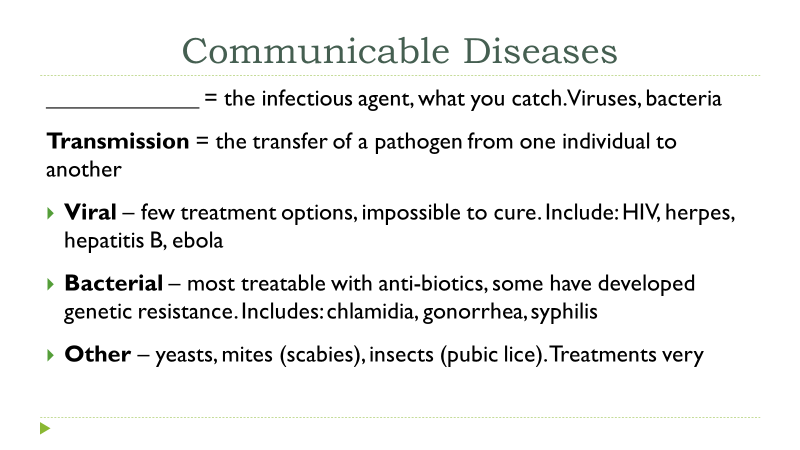 Communicable Diseases
______________ = the infectious agent, what you catch. Viruses, bacteria
Transmission = the transfer of a pathogen from one individual to
another
Viral – few treatment options, impossible to cure. Include: HIV, herpes,
hepatitis B, ebola
Bacterial – most treatable with anti-biotics, some have developed
genetic resistance. Includes: chlamidia, gonorrhea, syphilis
Other – yeasts, mites (scabies), insects (pubic lice). Treatments very